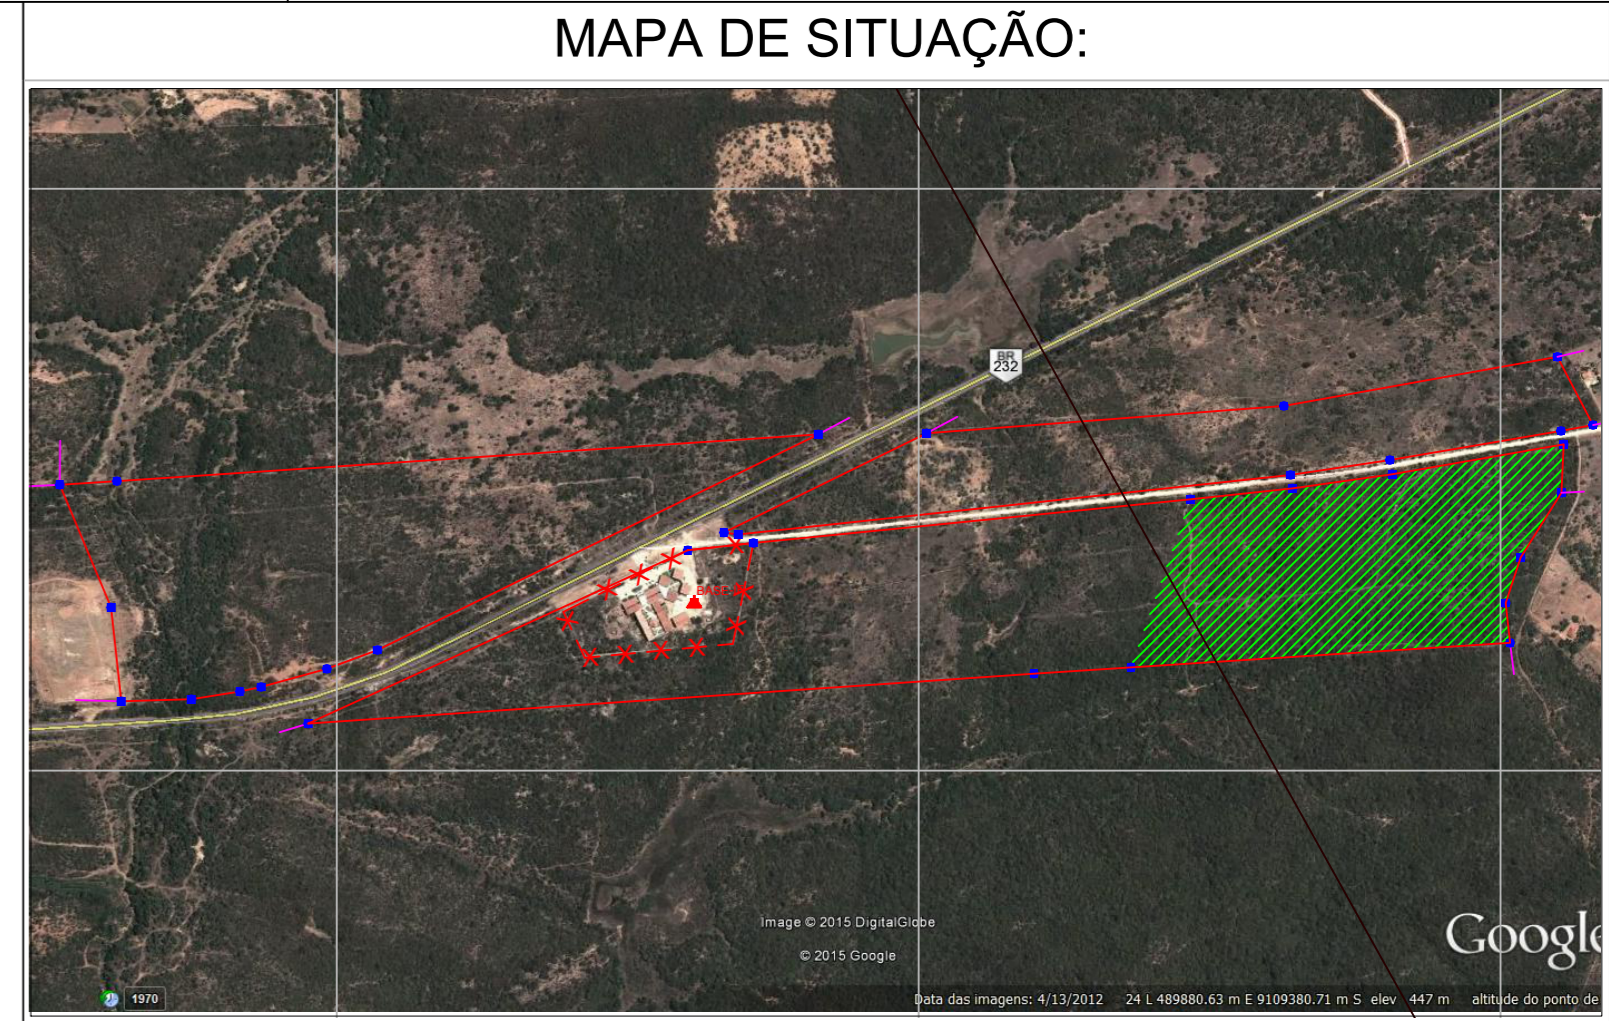 MAPA DE SITUAÇÃO:
BR
232
BASE
Image © 2015 DigitalGlobe
© 2015 Google
Google
1970
Data das imagens: 4/13/2012 24 L 489880.63 m E 9109380.71 m S elev 447 m altitude do ponto de